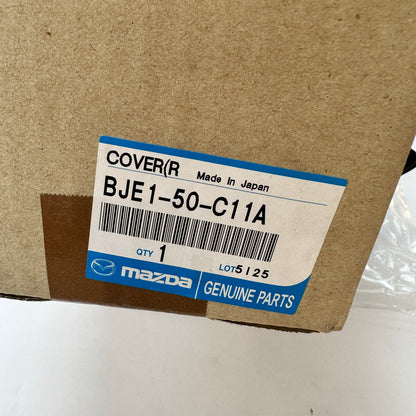 COVER(R Made In Japan
BJE1-50-C11A
QTY 1 LOT 5125
mazda GENUINE PARTS